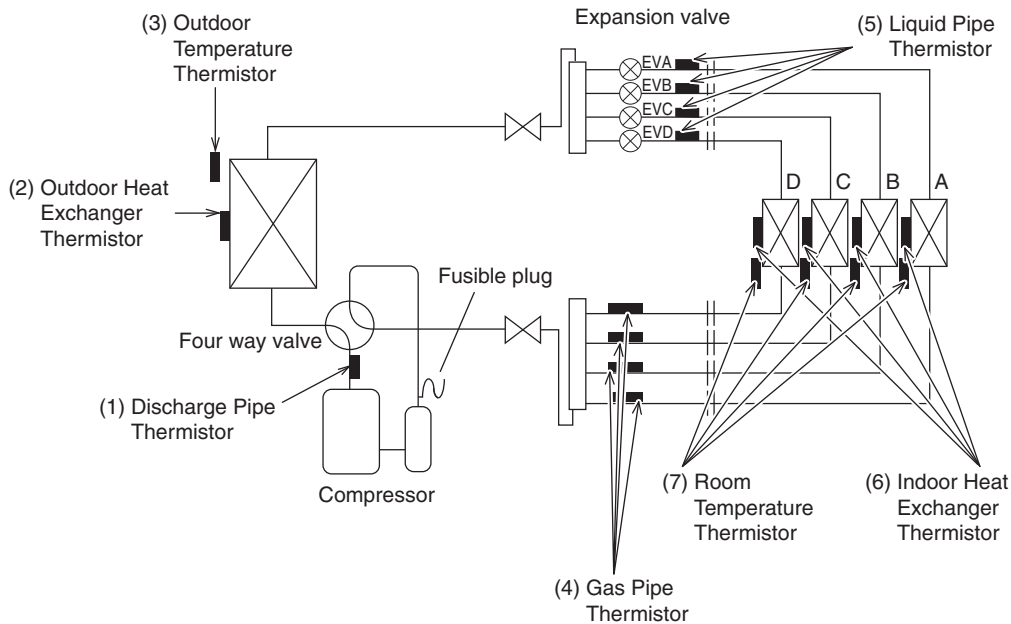 (3) Outdoor
Temperature
Thermistor
Expansion valve
(5) Liquid Pipe
Thermistor
EVA
EVB
EVC
EVD
(2) Outdoor Heat
Exchanger
Thermistor
D C B A
Fusible plug
Four way valve
(1) Discharge Pipe
Thermistor
Compressor
(7) Room
Temperature
Thermistor
(6) Indoor Heat
Exchanger
Thermistor
(4) Gas Pipe
Thermistor